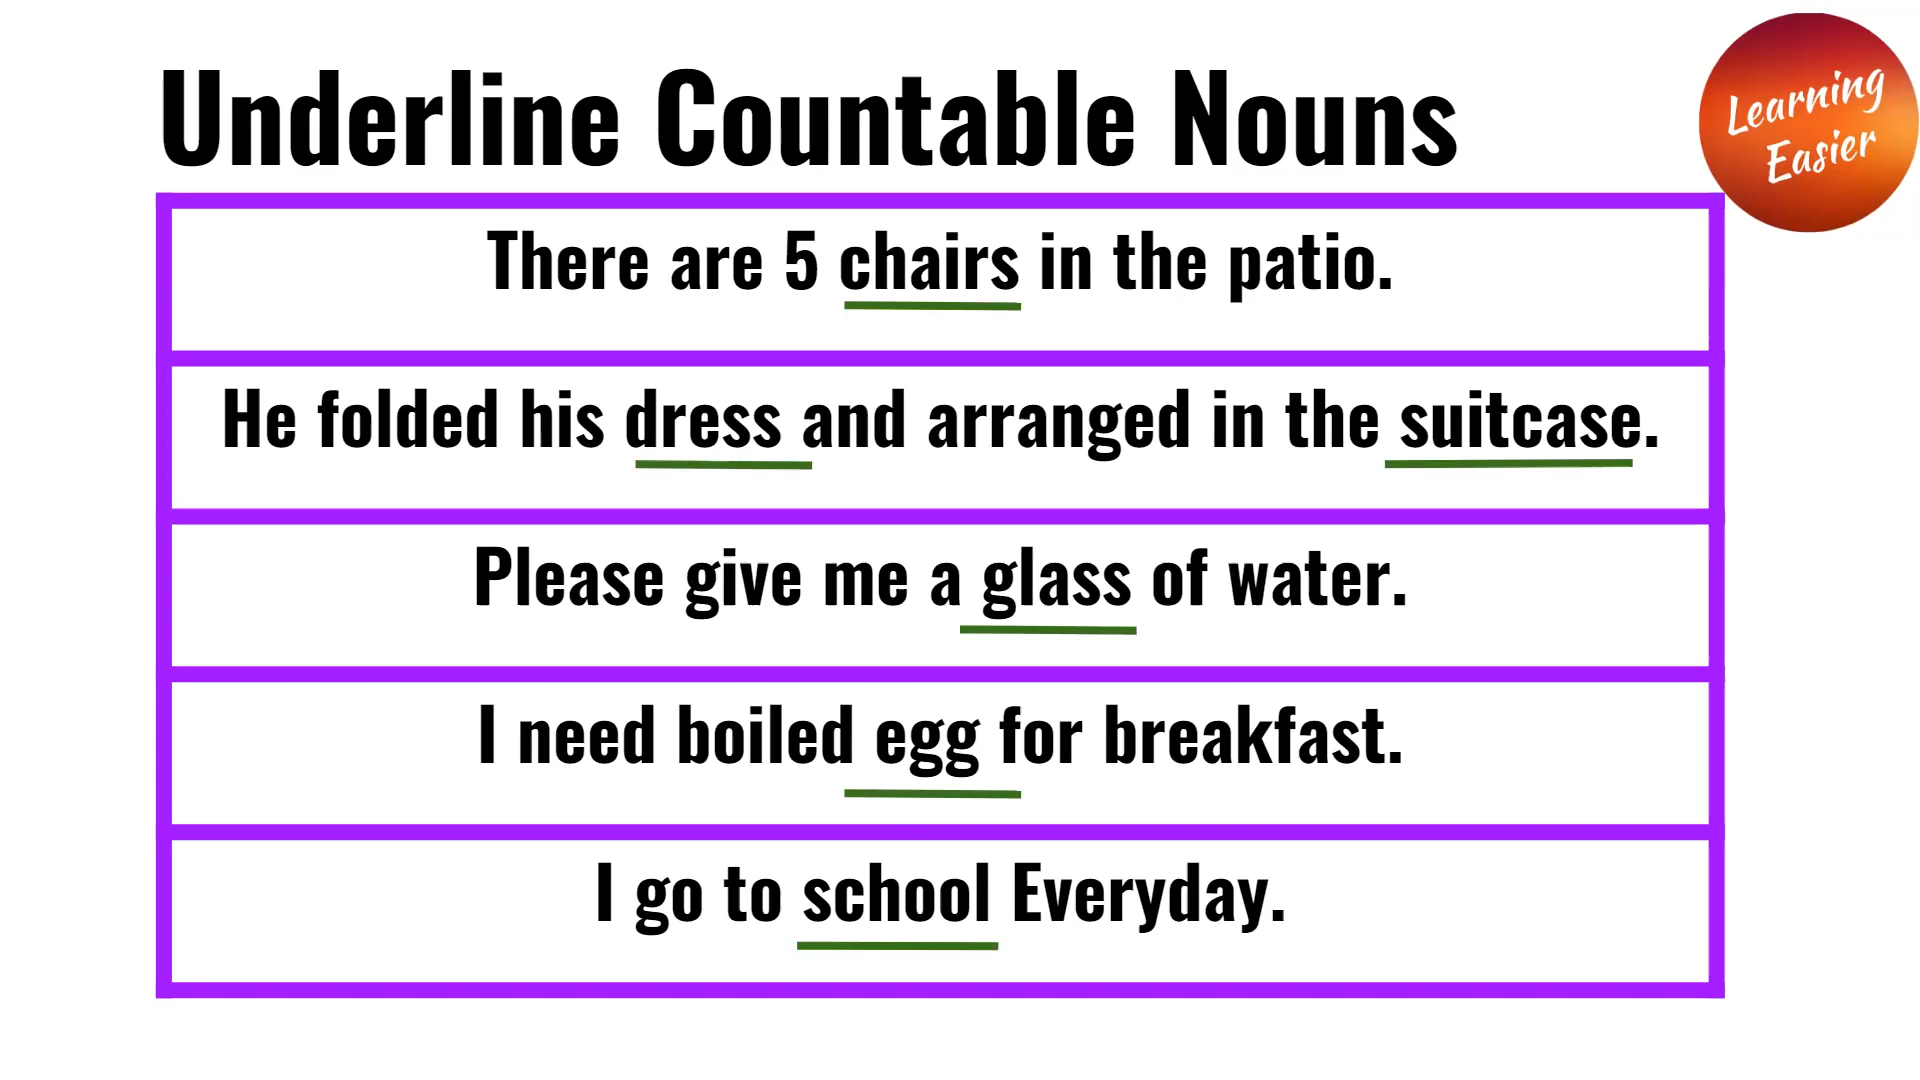 Underline Countable Nouns
Learning
Easier
There are 5 chairs in the patio.
He folded his dress and arranged in the suitcase.
Please give me a glass of water.
I need boiled egg for breakfast.
I go to school Everyday.